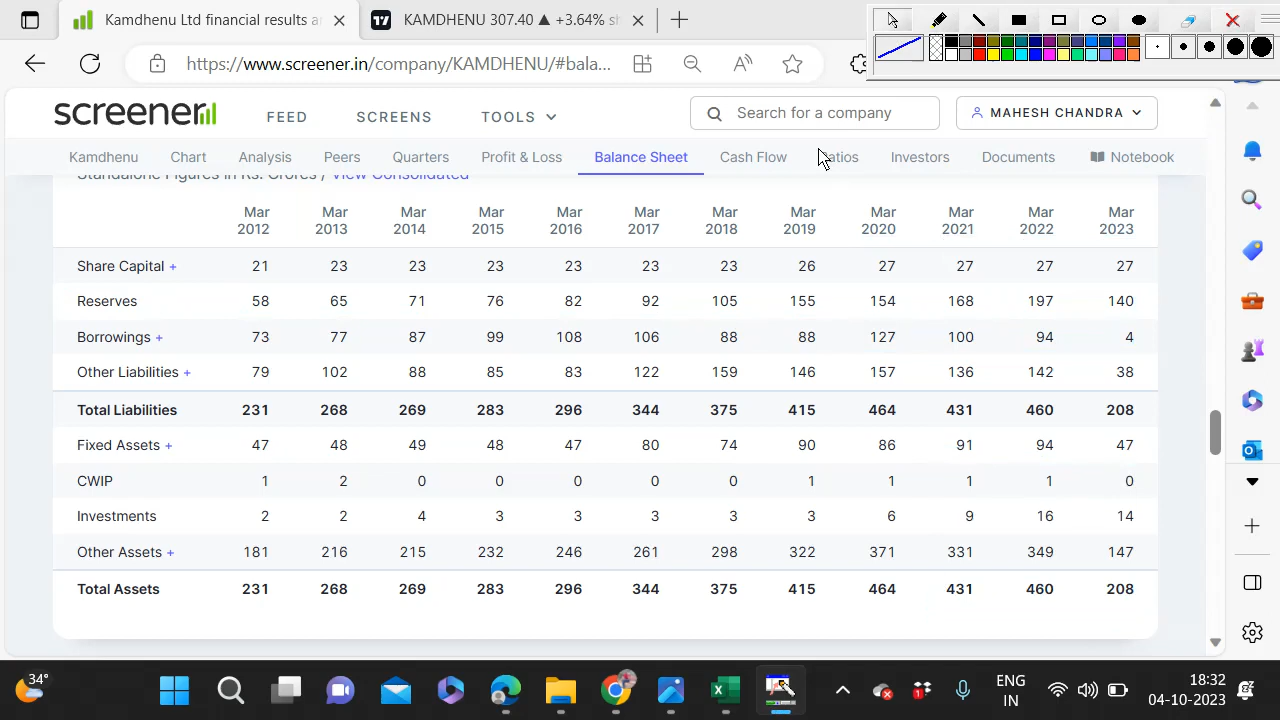 Kamdhenu Ltd financial results a
KAMDHENU 307.40 ▲ +3.64%
https://www.screener.in/company/KAMDHENU/#bala...
screener
FEED
SCREENS
TOOLS
Search for a company
MAHESH CHANDRA
Kamdhenu Chart Analysis Peers Quarters Profit & Loss Balance Sheet Cash Flow Ratios Investors Documents Notebook
Standalone Figures in Rs. Crores / View Consolidated
Mar Mar Mar Mar Mar Mar Mar Mar Mar Mar Mar Mar
2012 2013 2014 2015 2016 2017 2018 2019 2020 2021 2022 2023
Share Capital + 21 23 23 23 23 23 23 26 27 27 27 27
Reserves 58 65 71 76 82 92 105 155 154 168 197 140
Borrowings + 73 77 87 99 108 106 88 88 127 100 94 4
Other Liabilities + 79 102 88 85 83 122 159 146 157 136 142 38
Total Liabilities 231 268 269 283 296 344 375 415 464 431 460 208
Fixed Assets + 47 48 49 48 47 80 74 90 86 91 94 47
CWIP 1 2 0 0 0 0 0 1 1 1 1 0
Investments 2 2 4 3 3 3 3 3 6 9 16 14
Other Assets + 181 216 215 232 246 261 298 322 371 331 349 147
Total Assets 231 268 269 283 296 344 375 415 464 431 460 208
34°
ENG
IN
18:32
04-10-2023